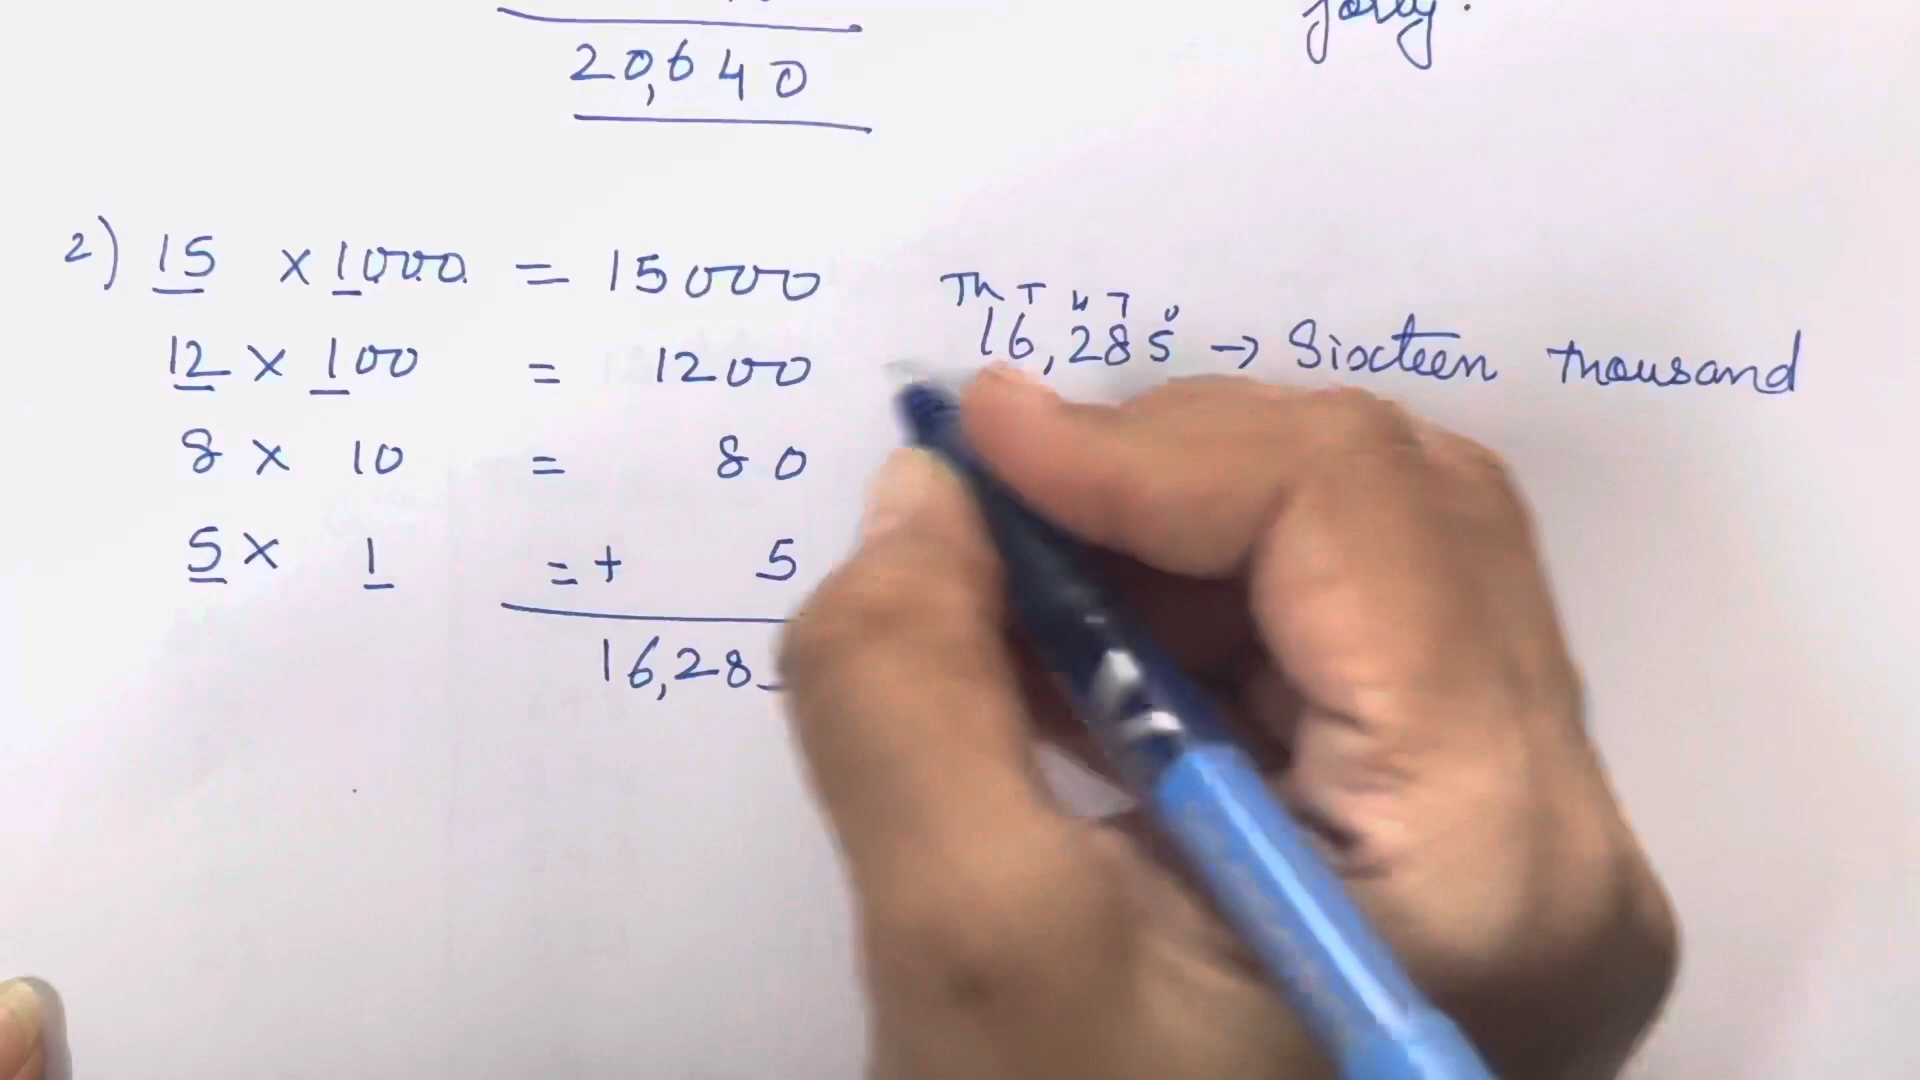 20,640
2) 15 × 1000 = 15000
12 × 100 = 1200
8 × 10 = 80
5 × 1 = + 5
16,28
Th T H T O
16,285 → Sixteen thousand